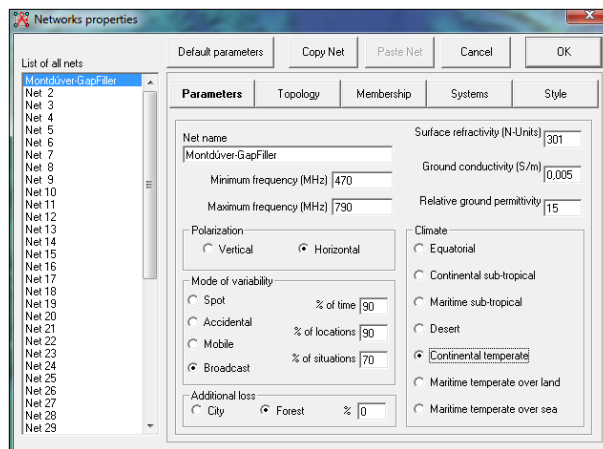 Networks properties
Default parameters
Copy Net
Paste Net
Cancel
OK
List of all nets
Montdúver-GapFiller
Net 2
Net 3
Net 4
Net 5
Net 6
Net 7
Net 8
Net 9
Net 10
Net 11
Net 12
Net 13
Net 14
Net 15
Net 16
Net 17
Net 18
Net 19
Net 20
Net 21
Net 22
Net 23
Net 24
Net 25
Net 26
Net 27
Net 28
Net 29
Parameters
Topology
Membership
Systems
Style
Net name
Montdúver-GapFiller
Minimum frequency (MHz) 470
Maximum frequency (MHz) 790
Surface refractivity (N-Units) 301
Ground conductivity (S/m) 0,005
Relative ground permittivity 15
Polarization
Vertical
Horizontal
Mode of variability
Spot
Accidental
Mobile
Broadcast
% of time 90
% of locations 90
% of situations 70
Additional loss
City
Forest
% 0
Climate
Equatorial
Continental sub-tropical
Maritime sub-tropical
Desert
Continental temperate
Maritime temperate over land
Maritime temperate over sea